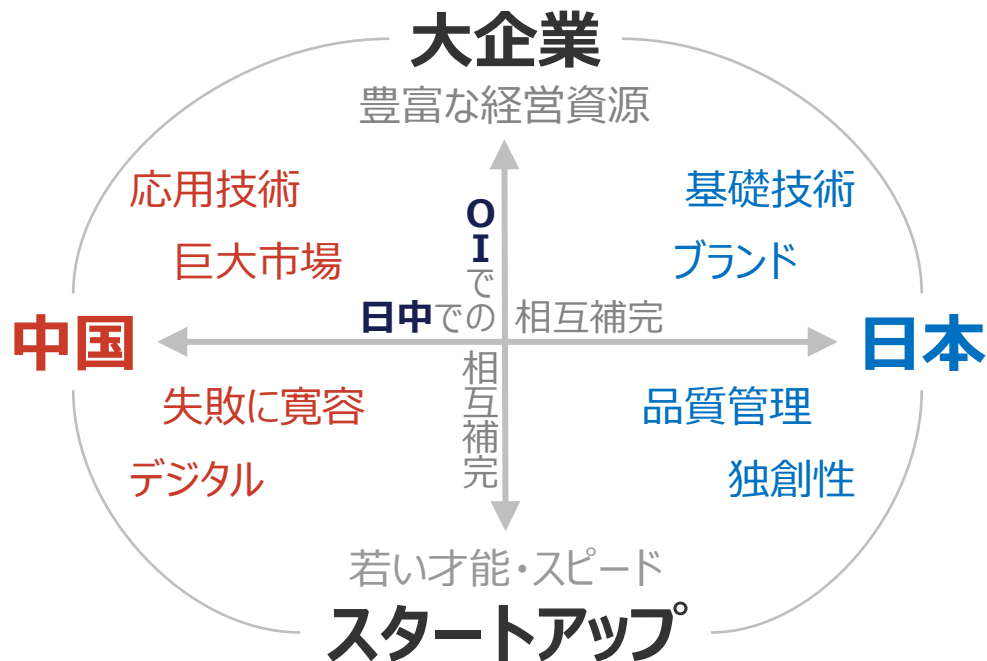 大企業
豊富な経営資源
応用技術
基礎技術
巨大市場
ブランド
OIでの相互補完
日中での相互補完
中国
日本
失敗に寛容
品質管理
デジタル
独創性
若い才能・スピード
スタートアップ